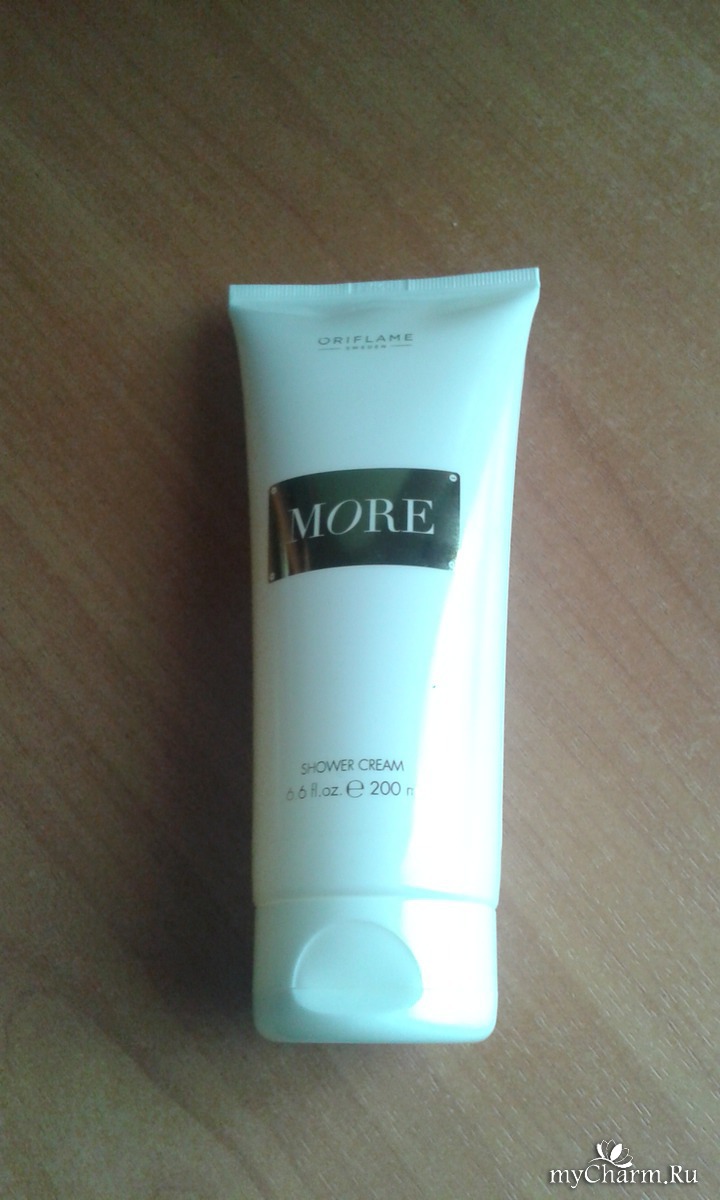 ORIFLAME
SWEDEN
MORE
SHOWER CREAM
6.6 fl.oz. ℮ 200 m
myCharm.Ru